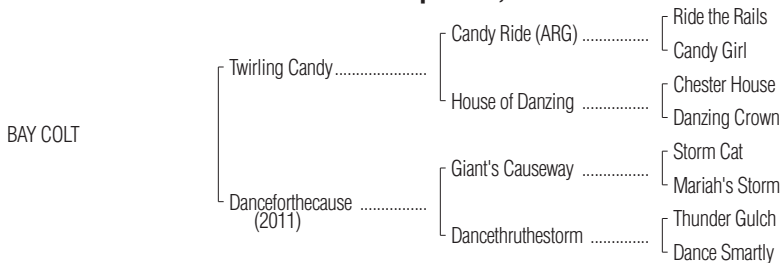 Ride the Rails
Candy Ride (ARG) ................
Candy Girl
Twirling Candy.......................
Chester House
House of Danzing ................
Danzing Crown
BAY COLT
Storm Cat
Giant's Causeway ................
Mariah's Storm
Danceforthecause .................
(2011)
Thunder Gulch
Dancethruthestorm ..............
Dance Smartly